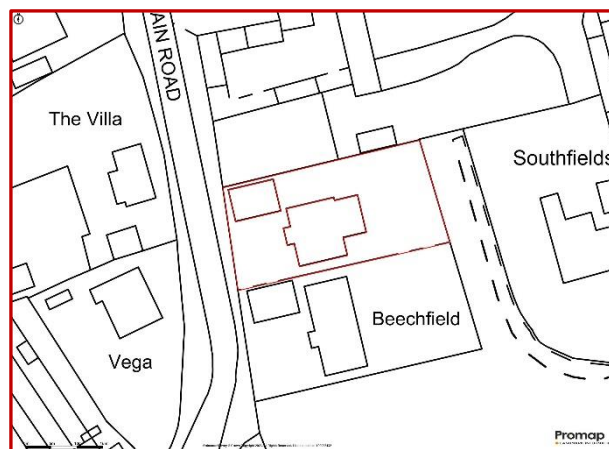 AIN ROAD
The Villa
Southfields
Beechfield
Vega
Promap